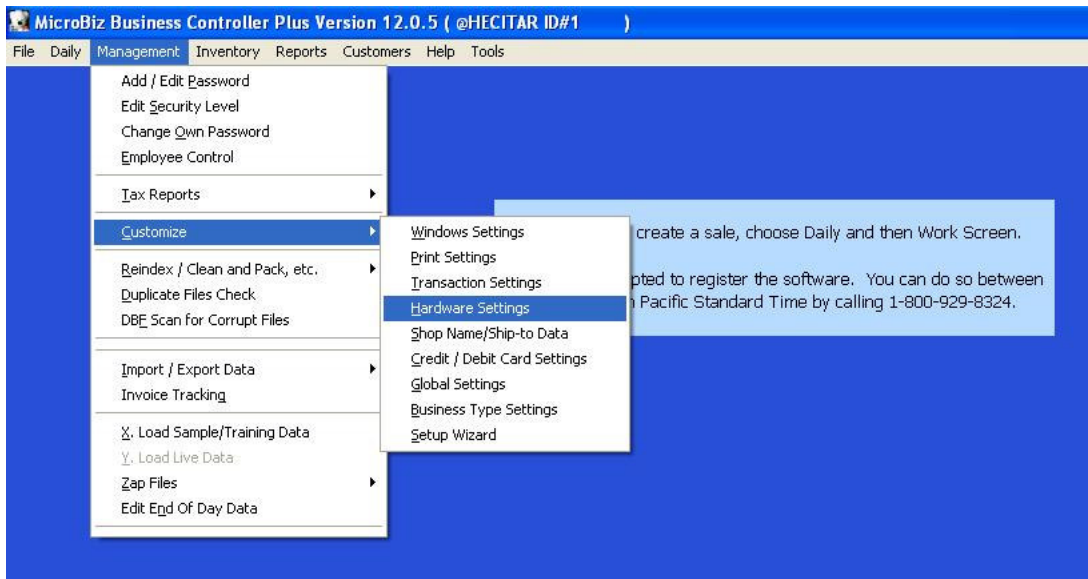 MicroBiz Business Controller Plus Version 12.0.5 ( @HECITAR ID#1 )
File Daily Management Inventory Reports Customers Help Tools
Add / Edit Password
Edit Security Level
Change Own Password
Employee Control
Tax Reports
Customize
Reindex / Clean and Pack, etc.
Duplicate Files Check
DBF Scan for Corrupt Files
Import / Export Data
Invoice Tracking
X. Load Sample/Training Data
Y. Load Live Data
Zap Files
Edit End Of Day Data
Windows Settings
Print Settings
Transaction Settings
Hardware Settings
Shop Name/Ship-to Data
Credit / Debit Card Settings
Global Settings
Business Type Settings
Setup Wizard
create a sale, choose Daily and then Work Screen.
to register the software. You can do so between
Pacific Standard Time by calling 1-800-929-8324.